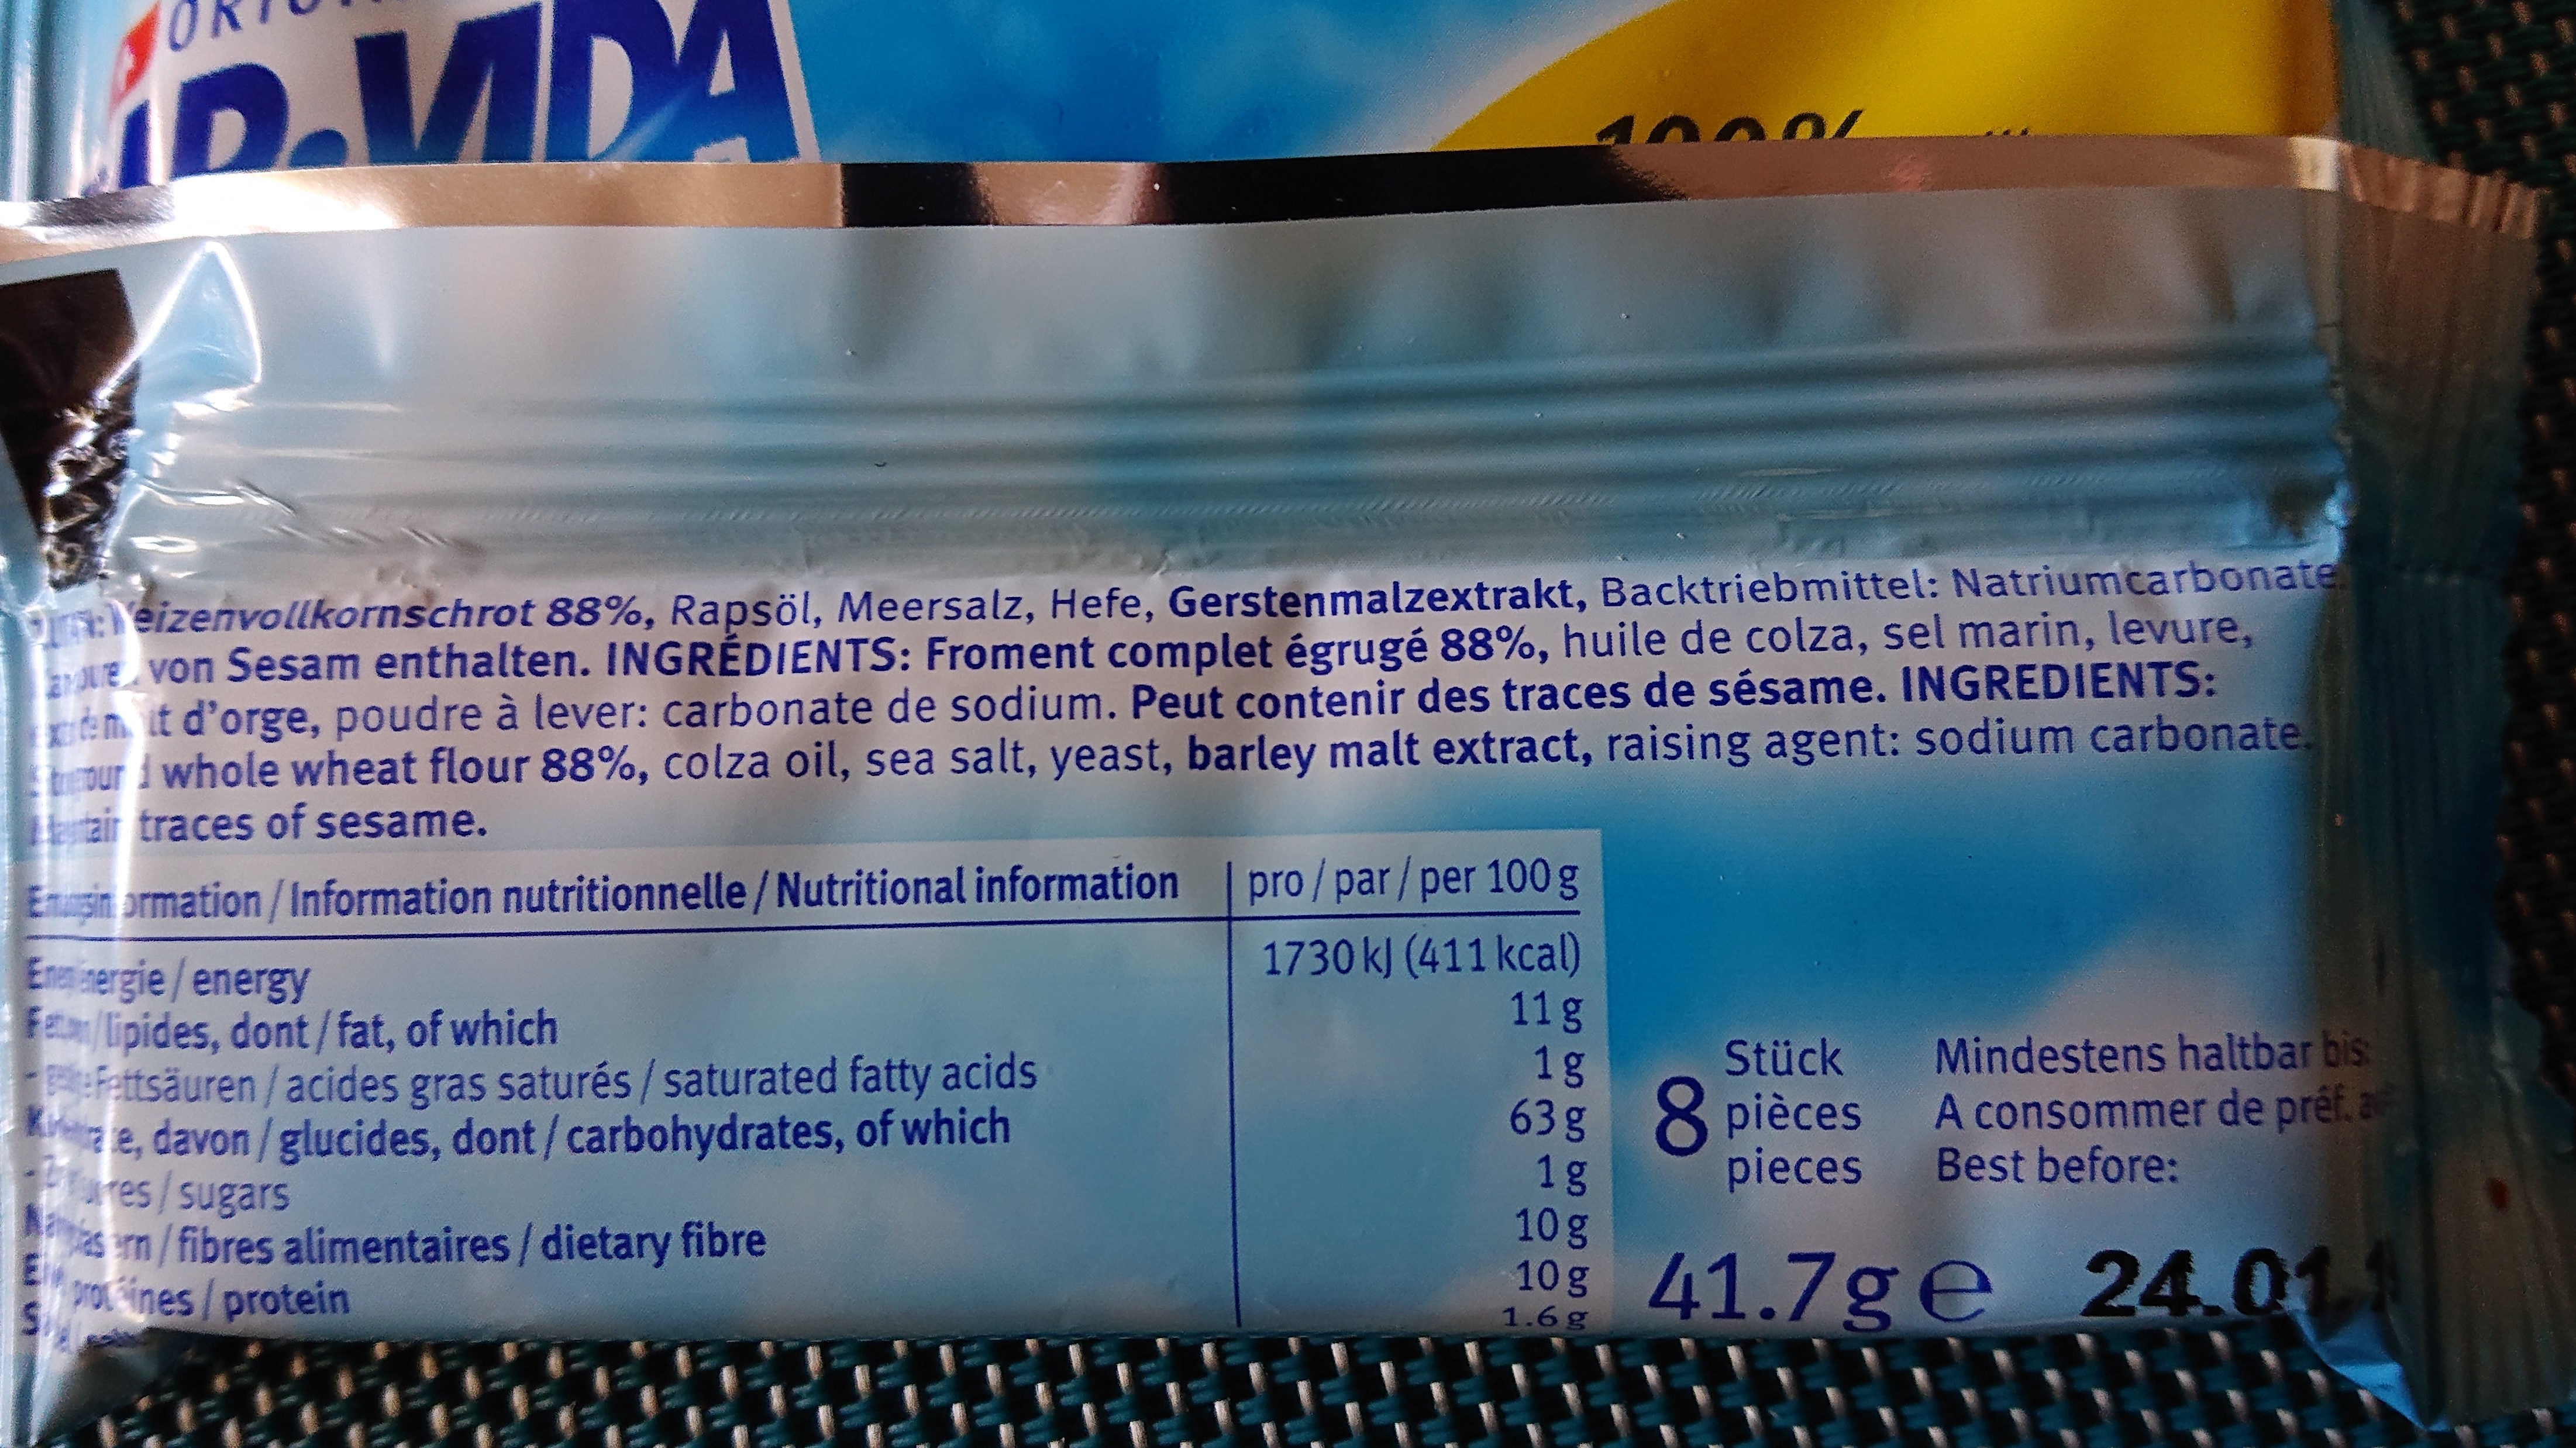 VIDA
100%
Weizenvollkornschrot 88%, Rapsöl, Meersalz, Hefe, Gerstenmalzextrakt, Backtriebmittel: Natriumcarbonate.
von Sesam enthalten. INGRÉDIENTS: Froment complet égrugé 88%, huile de colza, sel marin, levure,
d'orge, poudre à lever: carbonate de sodium. Peut contenir des traces de sésame. INGREDIENTS:
whole wheat flour 88%, colza oil, sea salt, yeast, barley malt extract, raising agent: sodium carbonate.
traces of sesame.
/ Information nutritionnelle / Nutritional information pro / par / per 100 g
/ energy 1730 kJ (411 kcal)
/ lipides, dont / fat, of which 11 g
Fettsäuren / acides gras saturés / saturated fatty acids 1 g
davon / glucides, dont / carbohydrates, of which 63 g
/ sugars 1 g
/ fibres alimentaires / dietary fibre 10 g
/ protein 10 g
1.6 g
8 Stück
pièces
pieces
Mindestens haltbar bis:
A consommer de préf.
Best before:
41.7 g e 24.01.